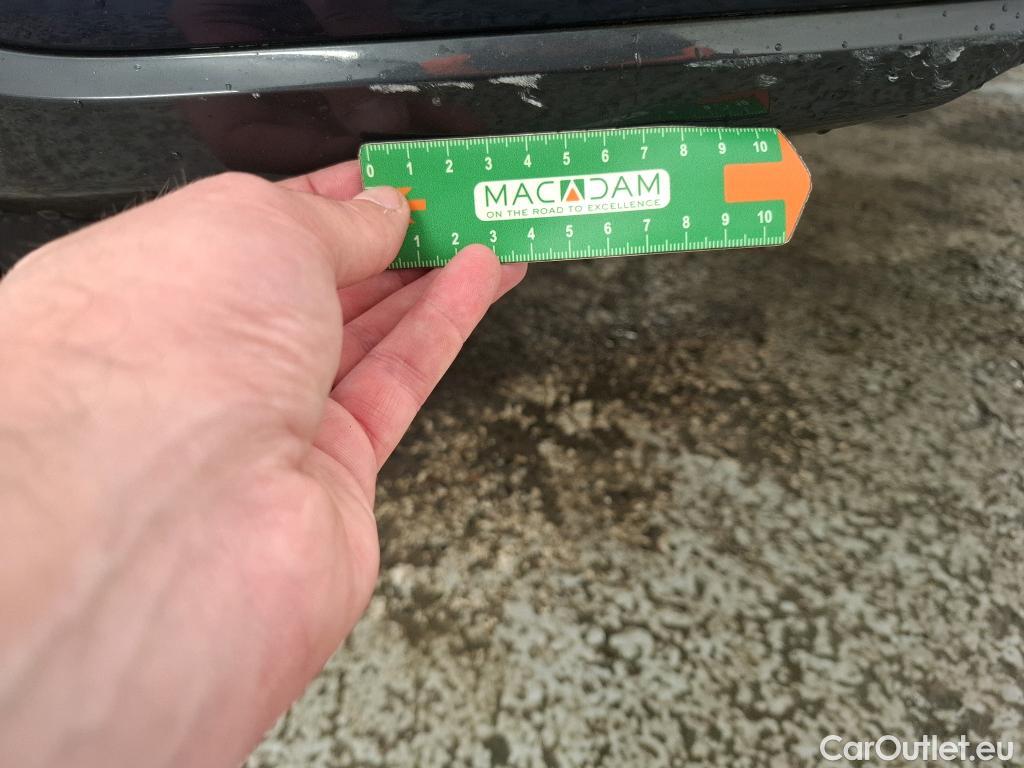 0 1 2 3 4 5 6 7 8 9 10
MACADAM
ON THE ROAD TO EXCELLENCE
1 2 3 4 5 6 7 8 9 10
CarOutlet.eu